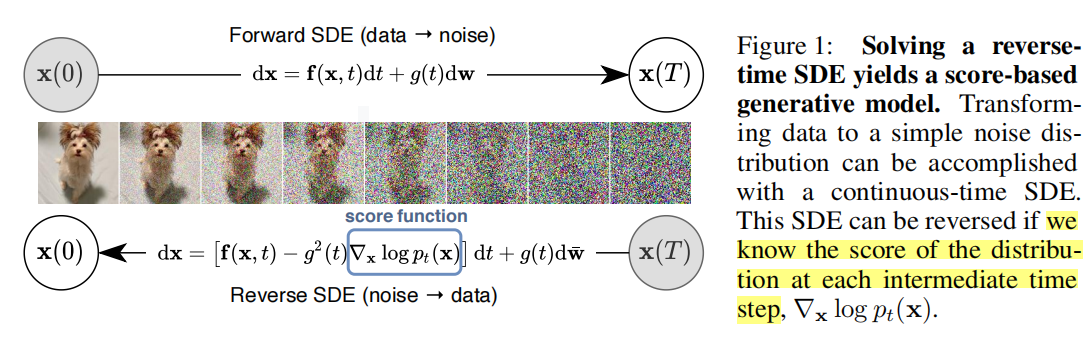 Forward SDE (data → noise)
x(0) dx = f(x, t)dt + g(t)dw x(T)
score function
x(0) dx = [f(x, t) − g²(t)∇ₓ log pₜ(x)] dt + g(t)dw̄ x(T)
Reverse SDE (noise → data)
Figure 1: Solving a reverse-
time SDE yields a score-based
generative model. Transform-
ing data to a simple noise dis-
tribution can be accomplished
with a continuous-time SDE.
This SDE can be reversed if we
know the score of the distribu-
tion at each intermediate time
step, ∇ₓ log pₜ(x).